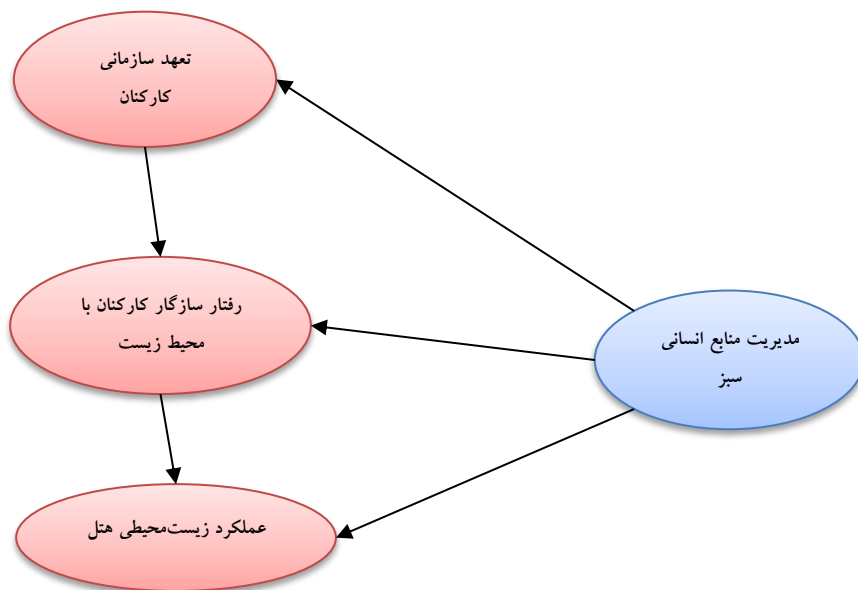 تعهد سازمانی
کارکنان
رفتار سازگار کارکنان با
محیط زیست
مدیریت منابع انسانی
سبز
عملکرد زیست‌محیطی هتل